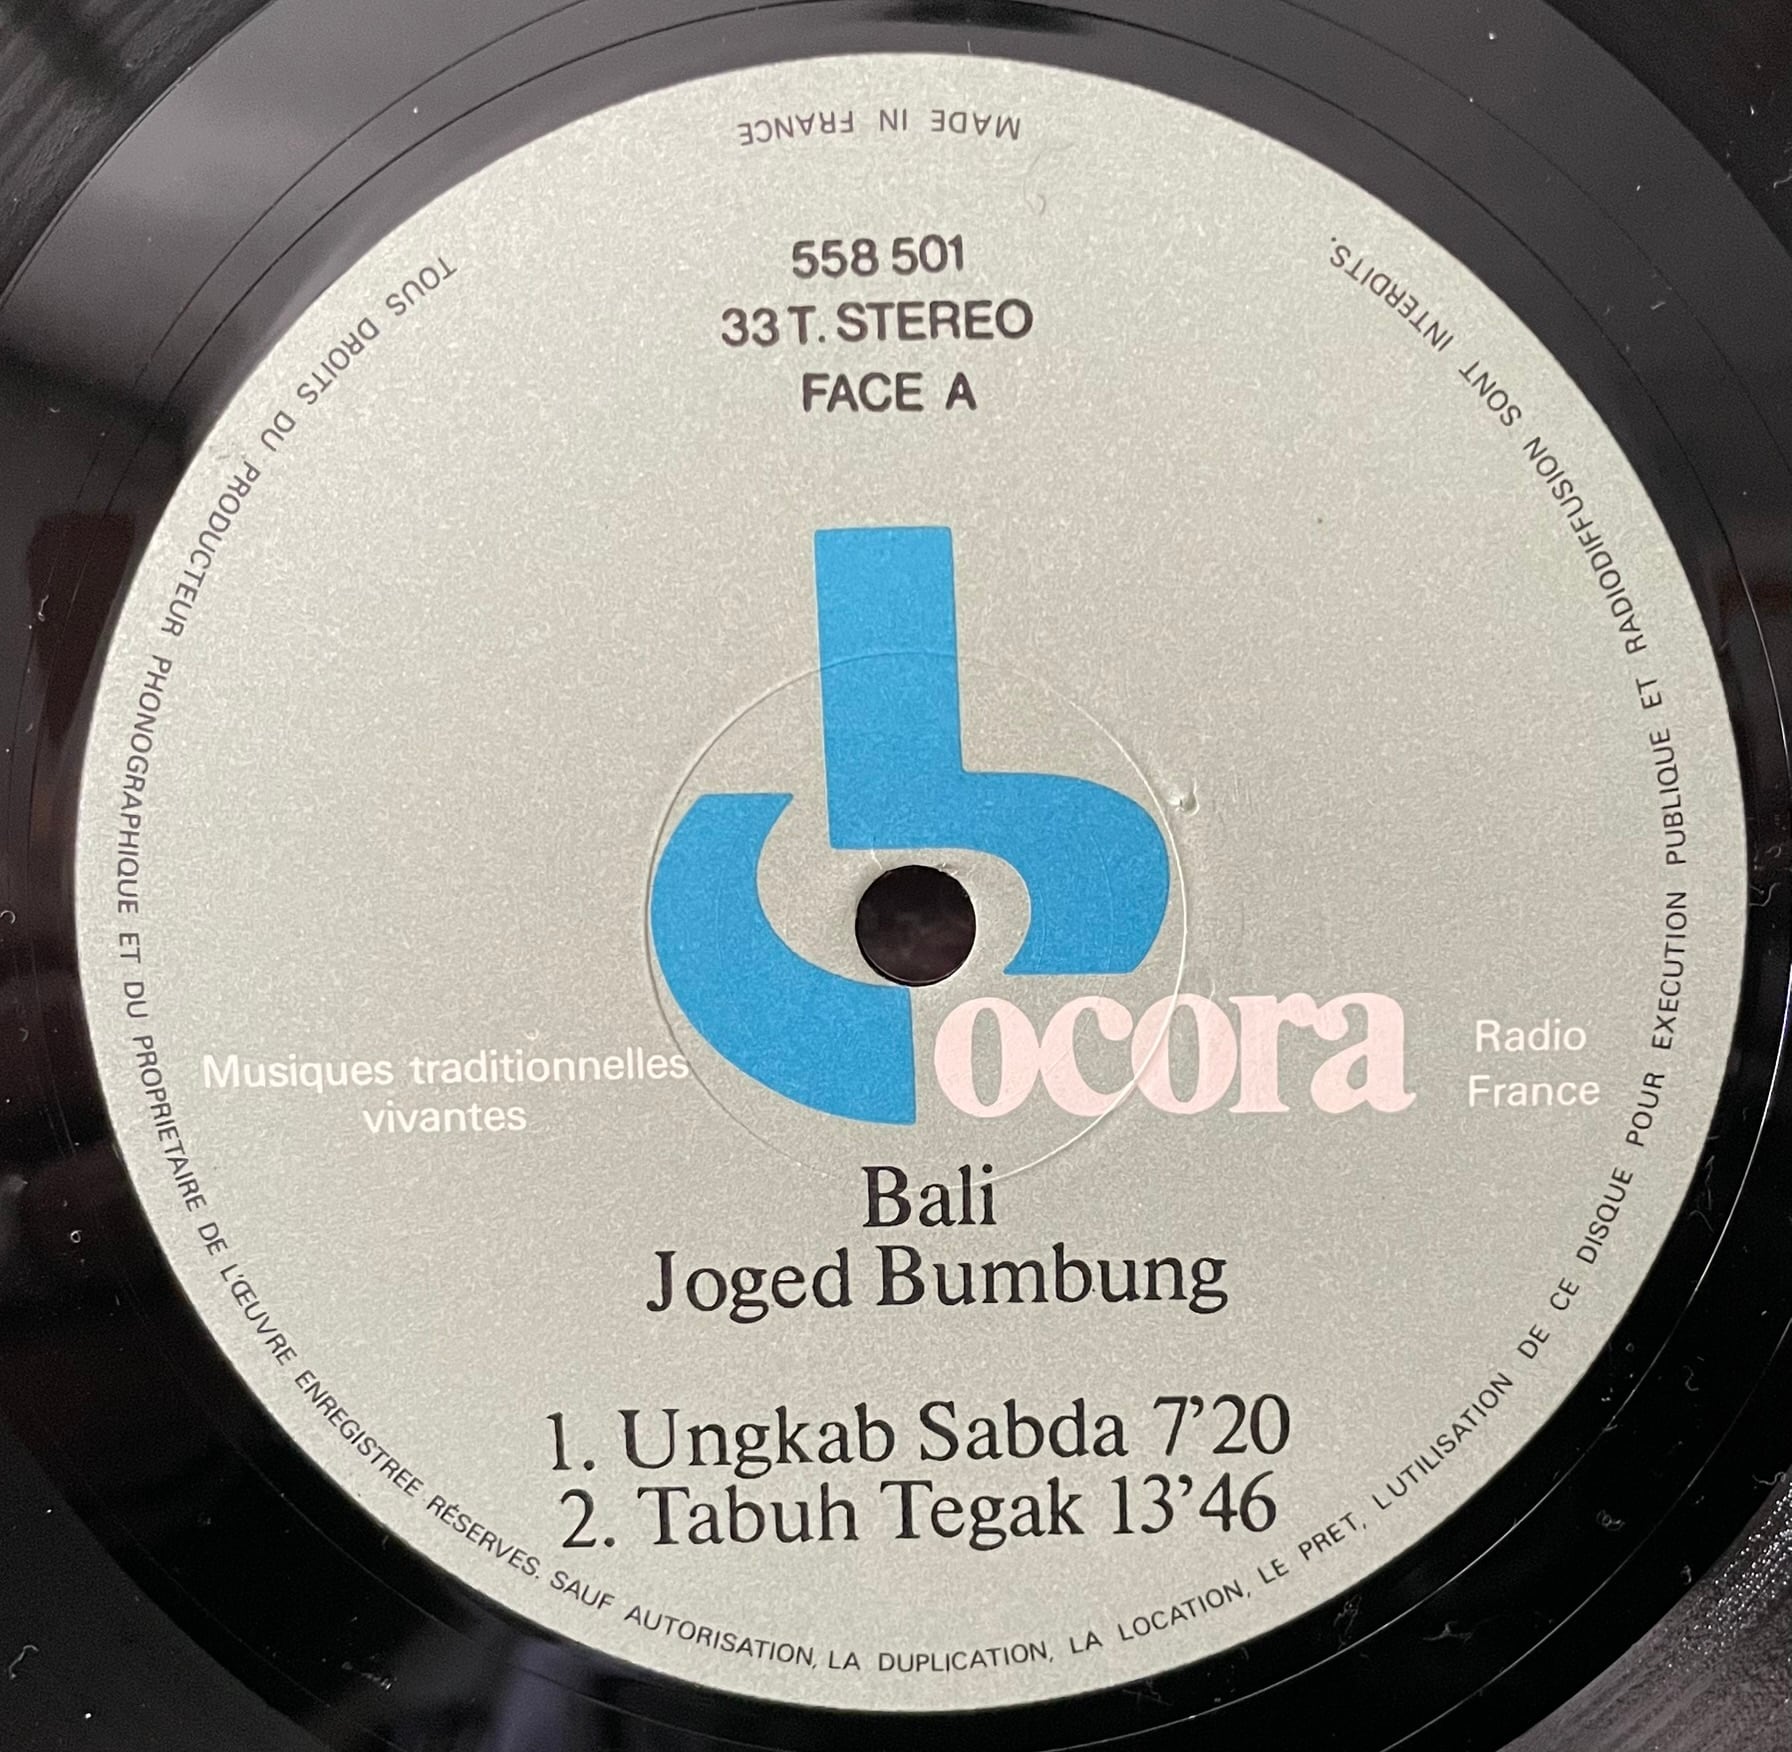 MADE IN FRANCE
558 501
33 T. STEREO
FACE A
ocora
Radio
France
Musiques traditionnelles
vivantes
Bali
Joged Bumbung
1. Ungkab Sabda 7'20
2. Tabuh Tegak 13'46
TOUS DROITS DU PRODUCTEUR PHONOGRAPHIQUE ET DU PROPRIETAIRE DE L'ŒUVRE ENREGISTREE RÉSERVES. SAUF AUTORISATION, LA DUPLICATION, LA LOCATION, LE PRET, LUTILISATION DE CE DISQUE POUR EXECUTION PUBLIQUE ET RADIODIFFUSION SONT INTERDITS.